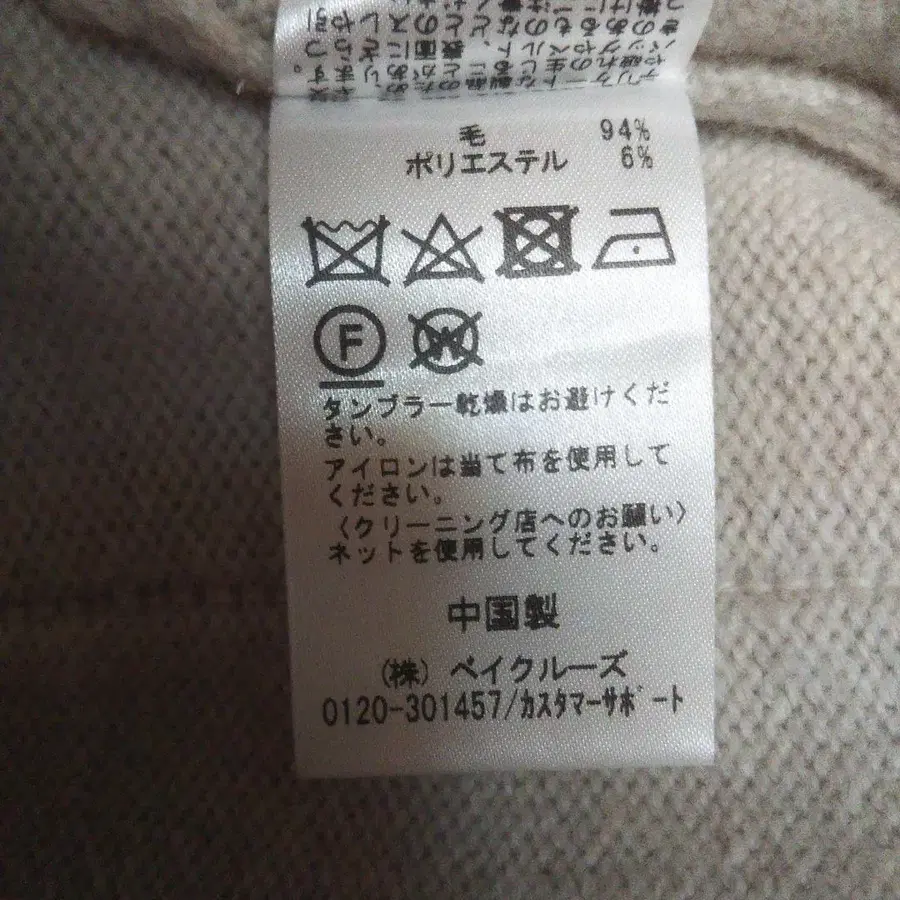 毛 94%
ポリエステル 6%
F
W
タンブラー乾燥はお避けくだ
さい。
アイロンは当て布を使用して
ください。
〈クリーニング店へのお願い〉
ネットを使用してください。
中国製
(株) ベイクルーズ
0120-301457/カスタマーサポート